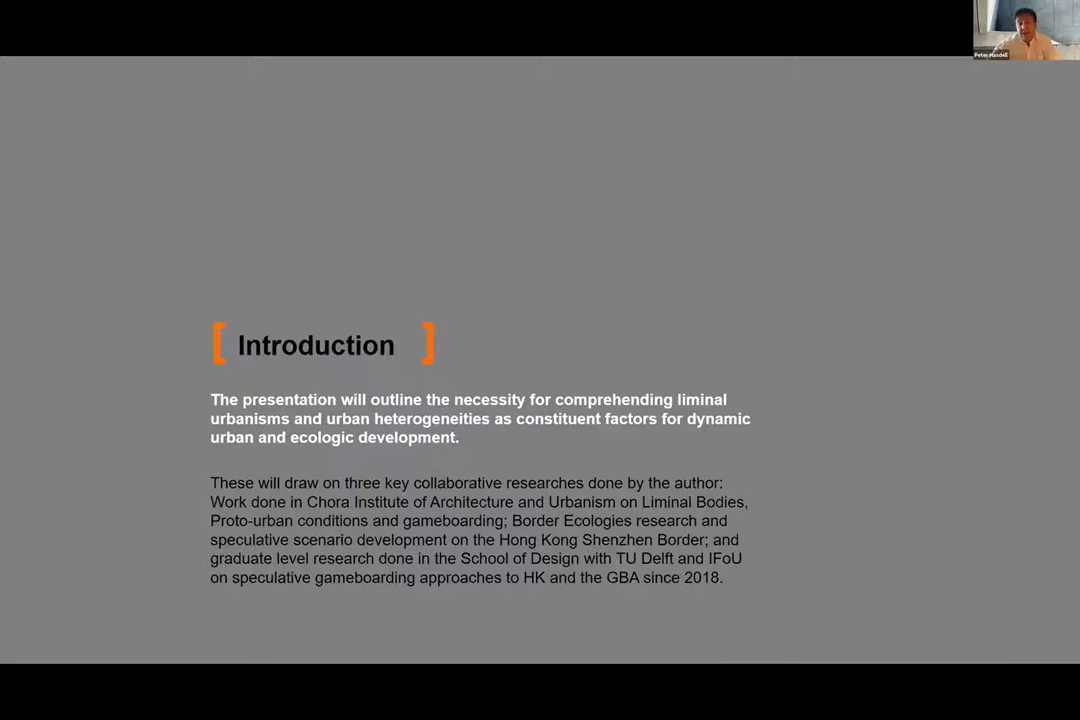 Peter Hasdell
[ Introduction ]
The presentation will outline the necessity for comprehending liminal
urbanisms and urban heterogeneities as constituent factors for dynamic
urban and ecologic development.
These will draw on three key collaborative researches done by the author:
Work done in Chora Institute of Architecture and Urbanism on Liminal Bodies,
Proto-urban conditions and gameboarding; Border Ecologies research and
speculative scenario development on the Hong Kong Shenzhen Border; and
graduate level research done in the School of Design with TU Delft and IFoU
on speculative gameboarding approaches to HK and the GBA since 2018.